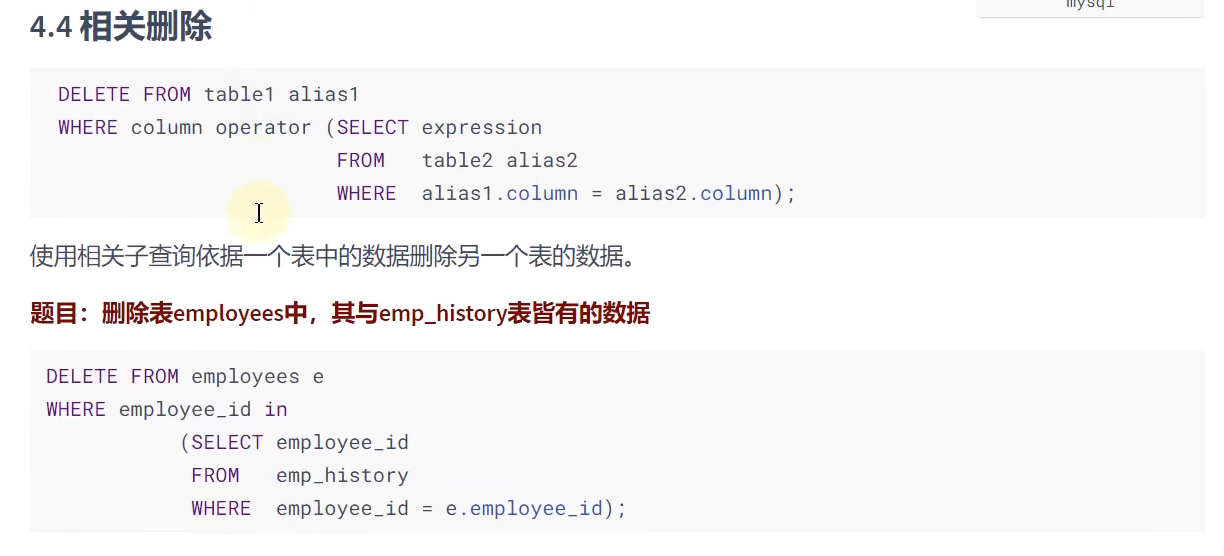 mysql
4.4 相关删除
DELETE FROM table1 alias1
WHERE column operator (SELECT expression
FROM table2 alias2
WHERE alias1.column = alias2.column);
使用相关子查询依据一个表中的数据删除另一个表的数据。
题目：删除表employees中，其与emp_history表皆有的数据
DELETE FROM employees e
WHERE employee_id in
(SELECT employee_id
FROM emp_history
WHERE employee_id = e.employee_id);